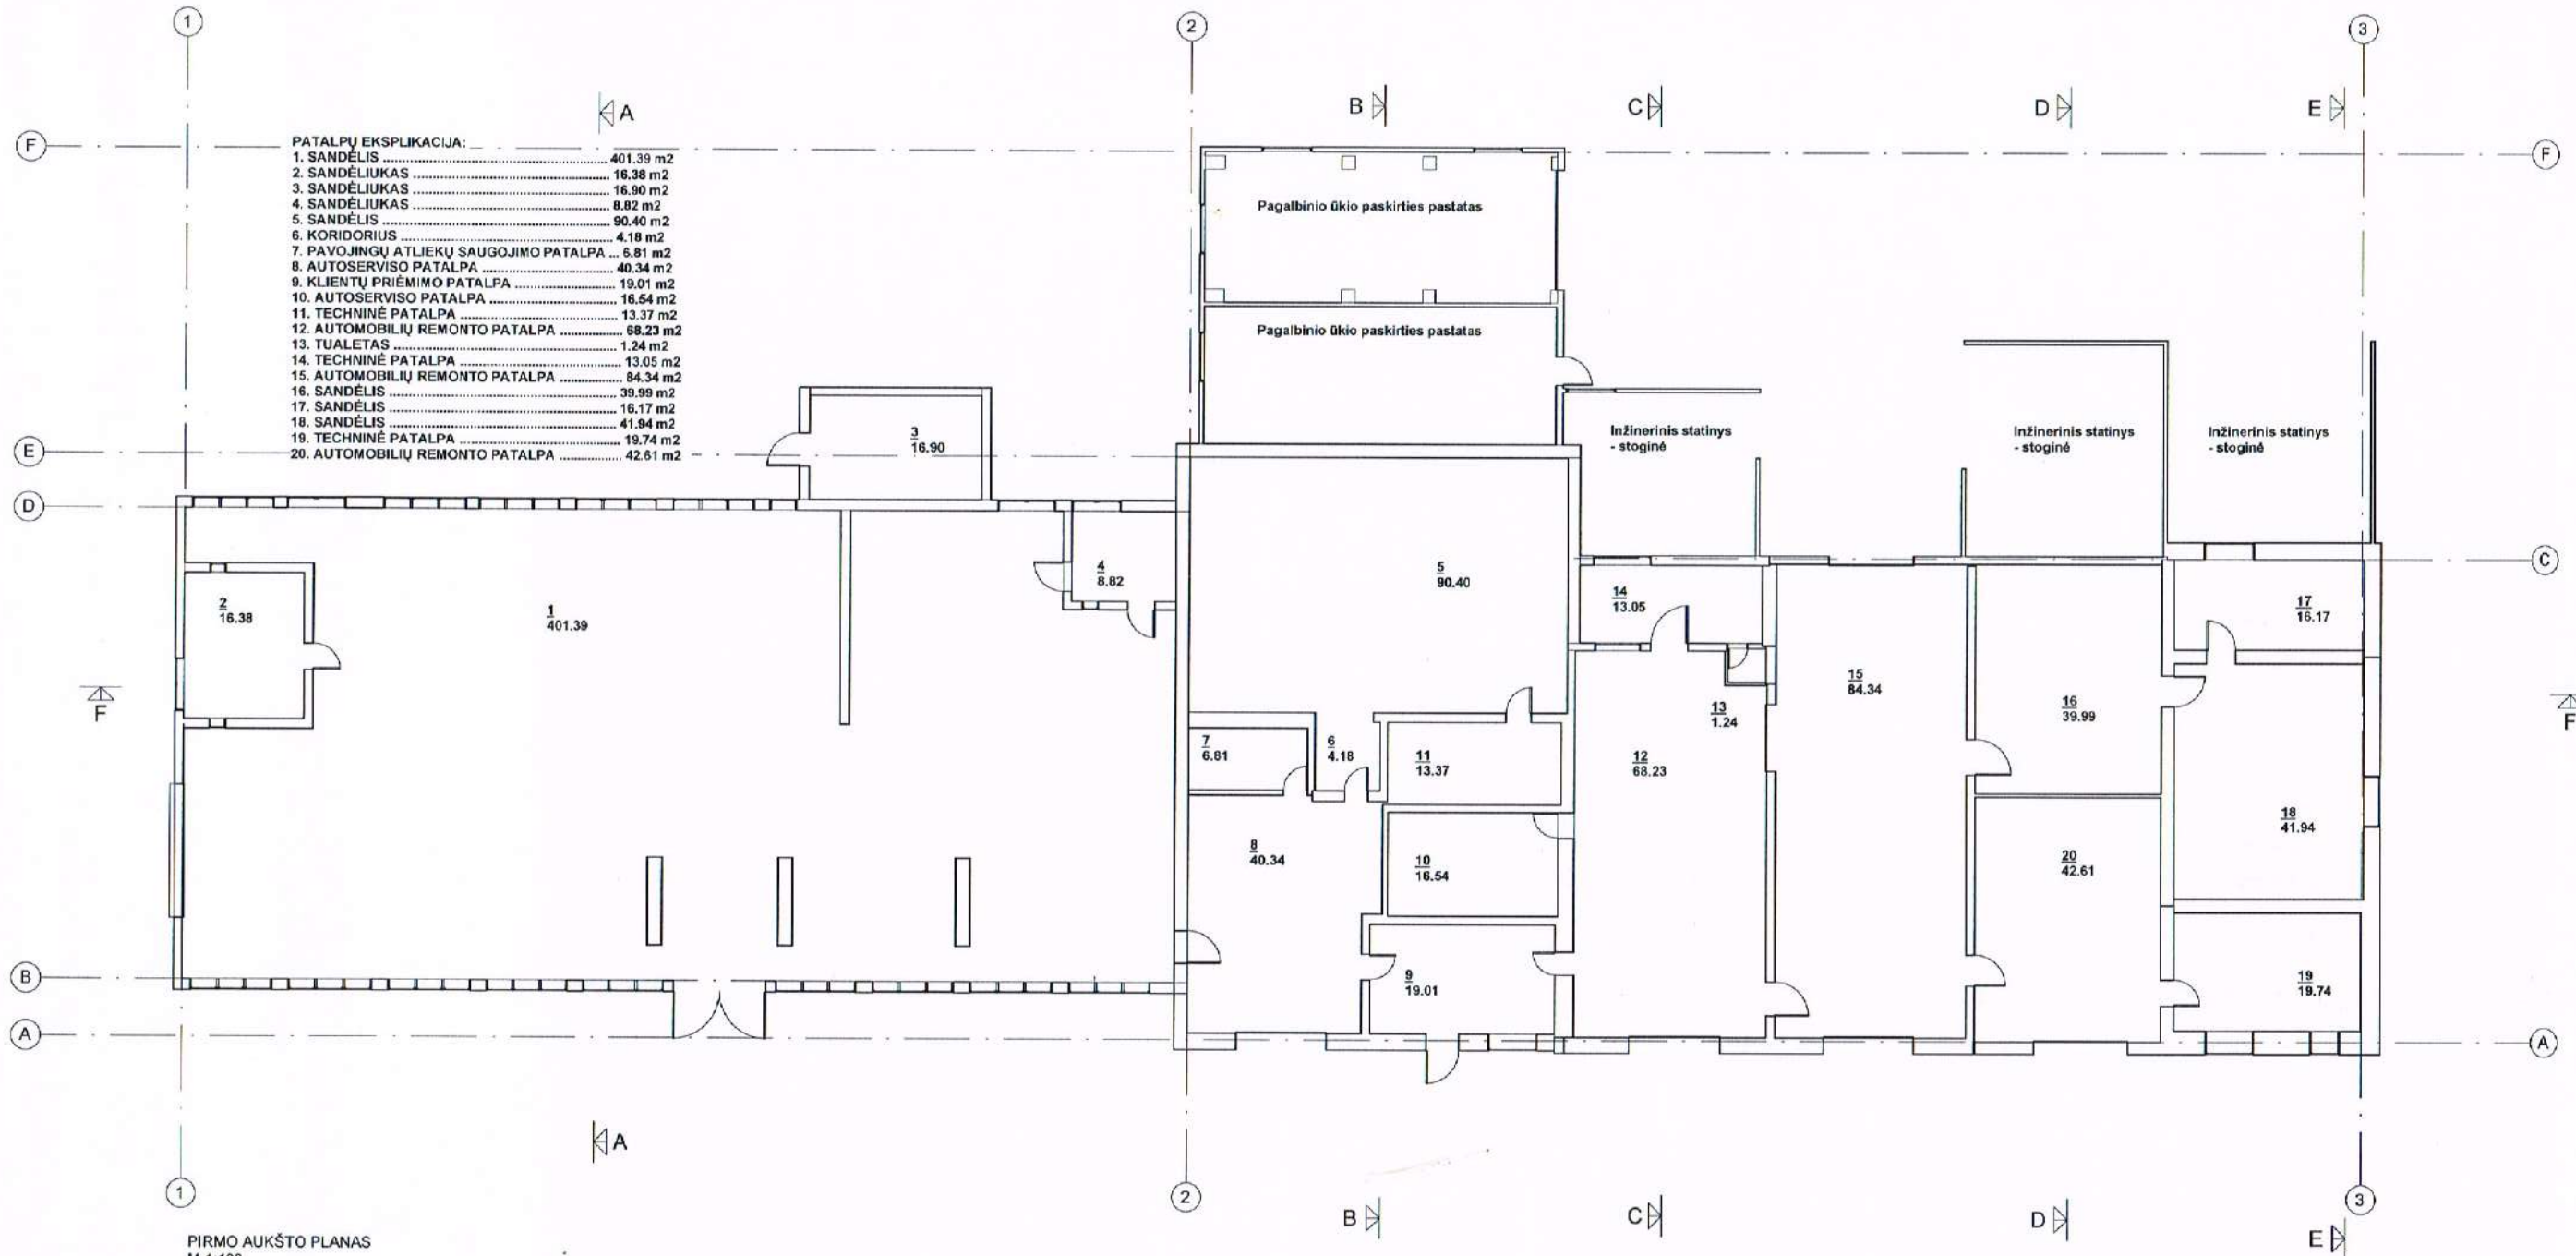 1
2
3
A
B
C
D
E
F
F
PATALPŲ EKSPLIKACIJA:
1. SANDĖLIS ........ 401.39 m2
2. SANDĖLIUKAS ........ 16.38 m2
3. SANDĖLIUKAS ........ 16.90 m2
4. SANDĖLIUKAS ........ 8.82 m2
5. SANDĖLIS ........ 90.40 m2
6. KORIDORIUS ........ 4.18 m2
7. PAVOJINGŲ ATLIEKŲ SAUGOJIMO PATALPA ... 6.81 m2
8. AUTOSERVISO PATALPA ........ 40.34 m2
9. KLIENTŲ PRIĖMIMO PATALPA ........ 19.01 m2
10. AUTOSERVISO PATALPA ........ 16.54 m2
11. TECHNINĖ PATALPA ........ 13.37 m2
12. AUTOMOBILIŲ REMONTO PATALPA ........ 68.23 m2
13. TUALETAS ........ 1.24 m2
14. TECHNINĖ PATALPA ........ 13.05 m2
15. AUTOMOBILIŲ REMONTO PATALPA ........ 84.34 m2
16. SANDĖLIS ........ 39.99 m2
17. SANDĖLIS ........ 16.17 m2
18. SANDĖLIS ........ 41.94 m2
19. TECHNINĖ PATALPA ........ 19.74 m2
20. AUTOMOBILIŲ REMONTO PATALPA ........ 42.61 m2
Pagalbinio ūkio paskirties pastatas
Pagalbinio ūkio paskirties pastatas
Inžinerinis statinys
- stoginė
Inžinerinis statinys
- stoginė
Inžinerinis statinys
- stoginė
E
D
C
3
16.90
4
8.82
5
90.40
2
16.38
1
401.39
14
13.05
17
16.17
15
84.34
16
39.99
13
1.24
F
F
7
6.81
6
4.18
11
13.37
12
68.23
18
41.94
8
40.34
10
16.54
20
42.61
9
19.01
19
19.74
B
A
A
A
1
2
3
B
C
D
E
PIRMO AUKŠTO PLANAS